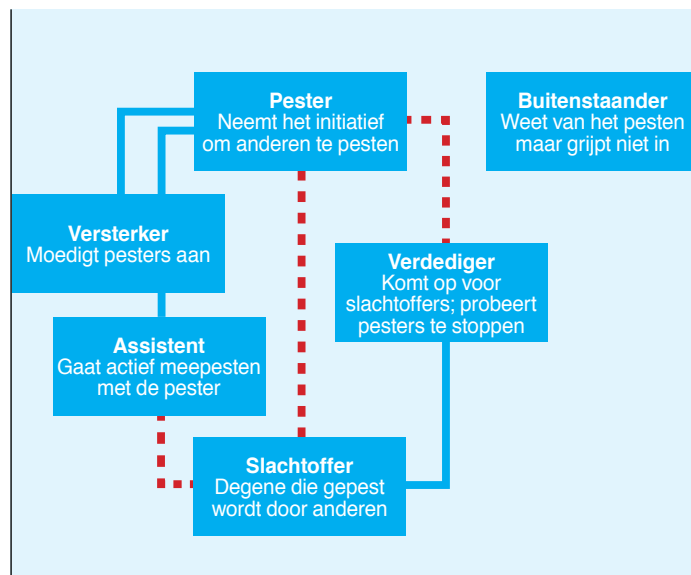 Pester
Neemt het initiatief
om anderen te pesten
Buitenstaander
Weet van het pesten
maar grijpt niet in
Versterker
Moedigt pesters aan
Verdediger
Komt op voor
slachtoffers; probeert
pesters te stoppen
Assistent
Gaat actief meepesten
met de pester
Slachtoffer
Degene die gepest
wordt door anderen